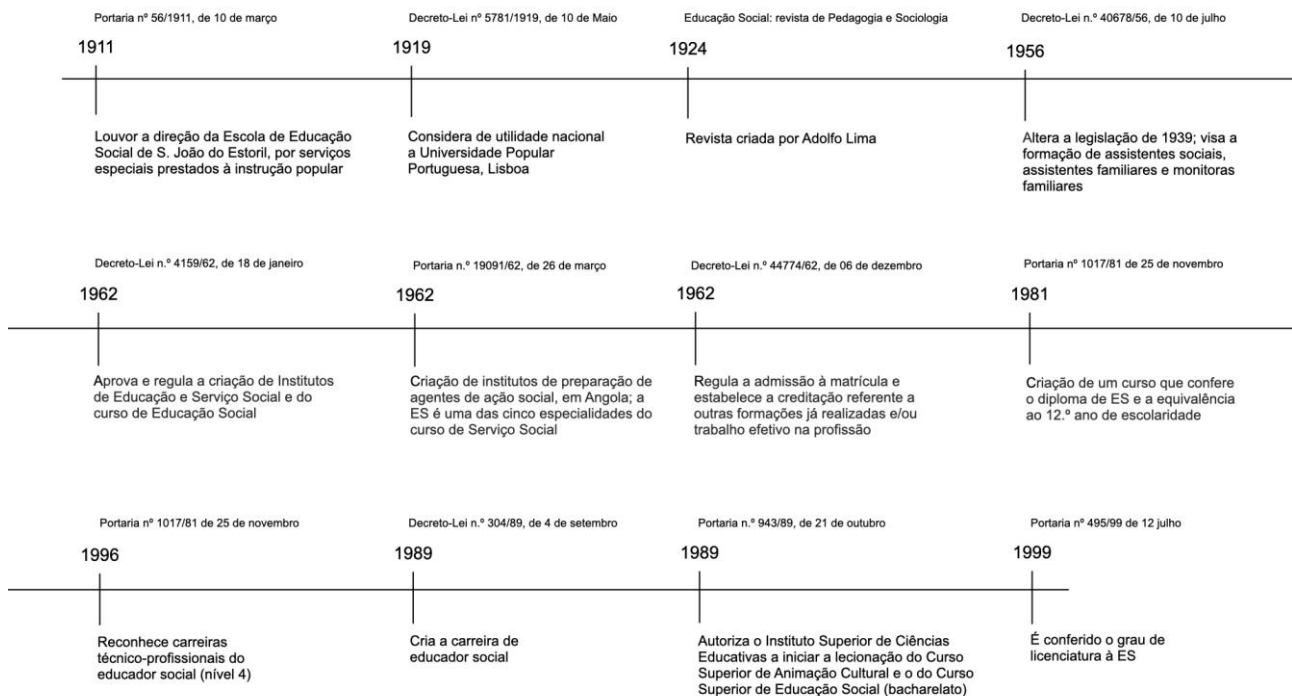 Portaria nº 56/1911, de 10 de março
1911
Louvor a direção da Escola de Educação
Social de S. João do Estoril, por serviços
especiais prestados à instrução popular
Decreto-Lei nº 5781/1919, de 10 de Maio
1919
Considera de utilidade nacional
a Universidade Popular
Portuguesa, Lisboa
Educação Social: revista de Pedagogia e Sociologia
1924
Revista criada por Adolfo Lima
Decreto-Lei n.º 40678/56, de 10 de julho
1956
Altera a legislação de 1939; visa a
formação de assistentes sociais,
assistentes familiares e monitoras
familiares
Decreto-Lei n.º 4159/62, de 18 de janeiro
1962
Aprova e regula a criação de Institutos
de Educação e Serviço Social e do
curso de Educação Social
Portaria n.º 19091/62, de 26 de março
1962
Criação de institutos de preparação de
agentes de ação social, em Angola; a
ES é uma das cinco especialidades do
curso de Serviço Social
Decreto-Lei n.º 44774/62, de 06 de dezembro
1962
Regula a admissão à matrícula e
estabelece a creditação referente a
outras formações já realizadas e/ou
trabalho efetivo na profissão
Portaria nº 1017/81 de 25 de novembro
1981
Criação de um curso que confere
o diploma de ES e a equivalência
ao 12.º ano de escolaridade
Portaria nº 1017/81 de 25 de novembro
1996
Reconhece carreiras
técnico-profissionais do
educador social (nível 4)
Decreto-Lei n.º 304/89, de 4 de setembro
1989
Cria a carreira de
educador social
Portaria n.º 943/89, de 21 de outubro
1989
Autoriza o Instituto Superior de Ciências
Educativas a iniciar a lecionação do Curso
Superior de Animação Cultural e o do Curso
Superior de Educação Social (bacharelato)
Portaria nº 495/99 de 12 julho
1999
É conferido o grau de
licenciatura à ES